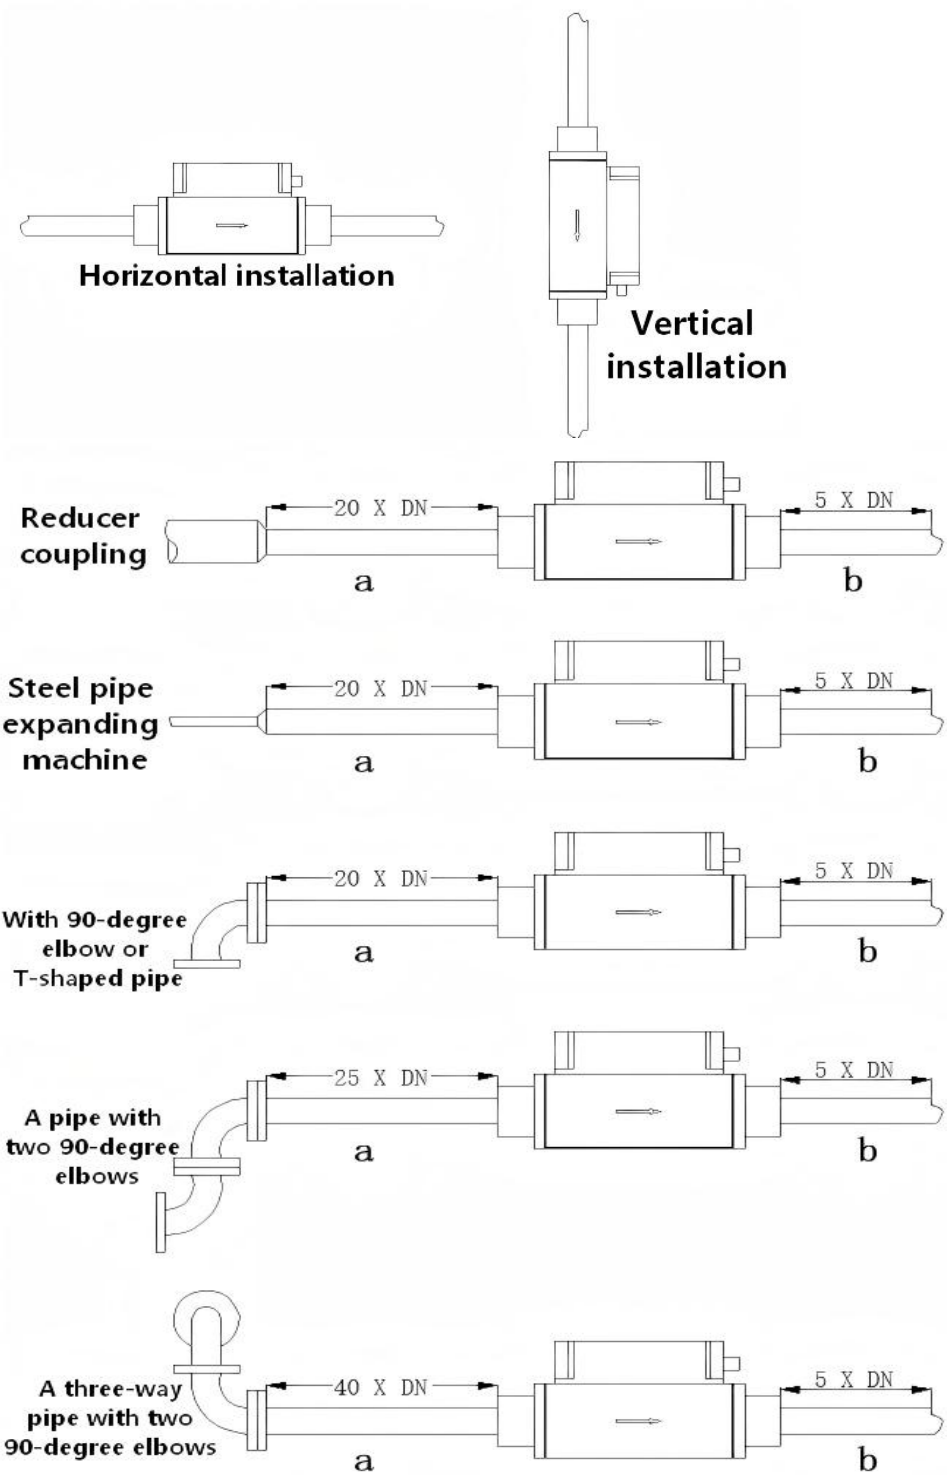 Horizontal installation
Vertical
installation
Reducer
coupling
20 X DN
5 X DN
a
b
Steel pipe
expanding
machine
20 X DN
5 X DN
a
b
With 90-degree
elbow or
T-shaped pipe
20 X DN
5 X DN
a
b
A pipe with
two 90-degree
elbows
25 X DN
5 X DN
a
b
A three-way
pipe with two
90-degree elbows
40 X DN
5 X DN
a
b